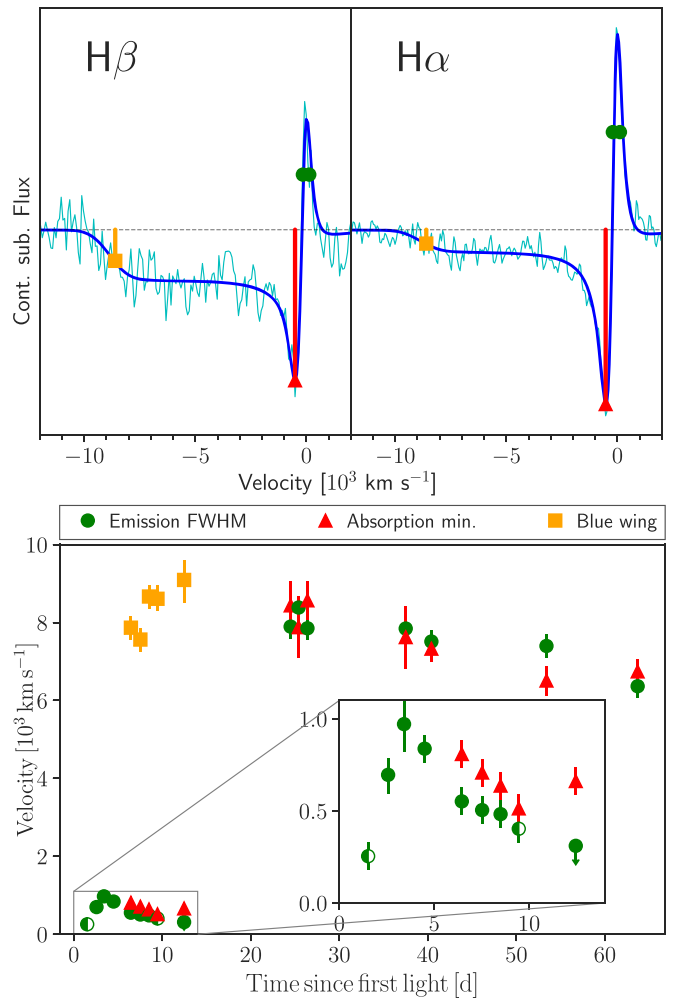 Hβ
Hα
Cont. sub. Flux
−10 −5 0 −10 −5 0
Velocity [10³ km s⁻¹]
Emission FWHM Absorption min. Blue wing
10
8
6
4
2
0
Velocity [10³ km s⁻¹]
1.0
0.5
0.0
0 5 10
0 10 20 30 40 50 60
Time since first light [d]